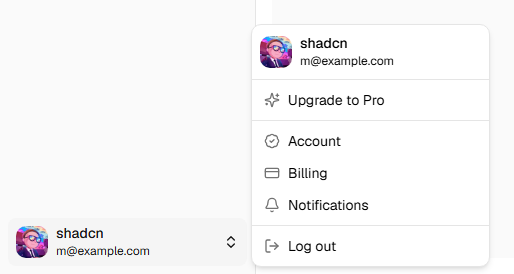 shadcn
m@example.com
Upgrade to Pro
Account
Billing
Notifications
Log out
shadcn
m@example.com